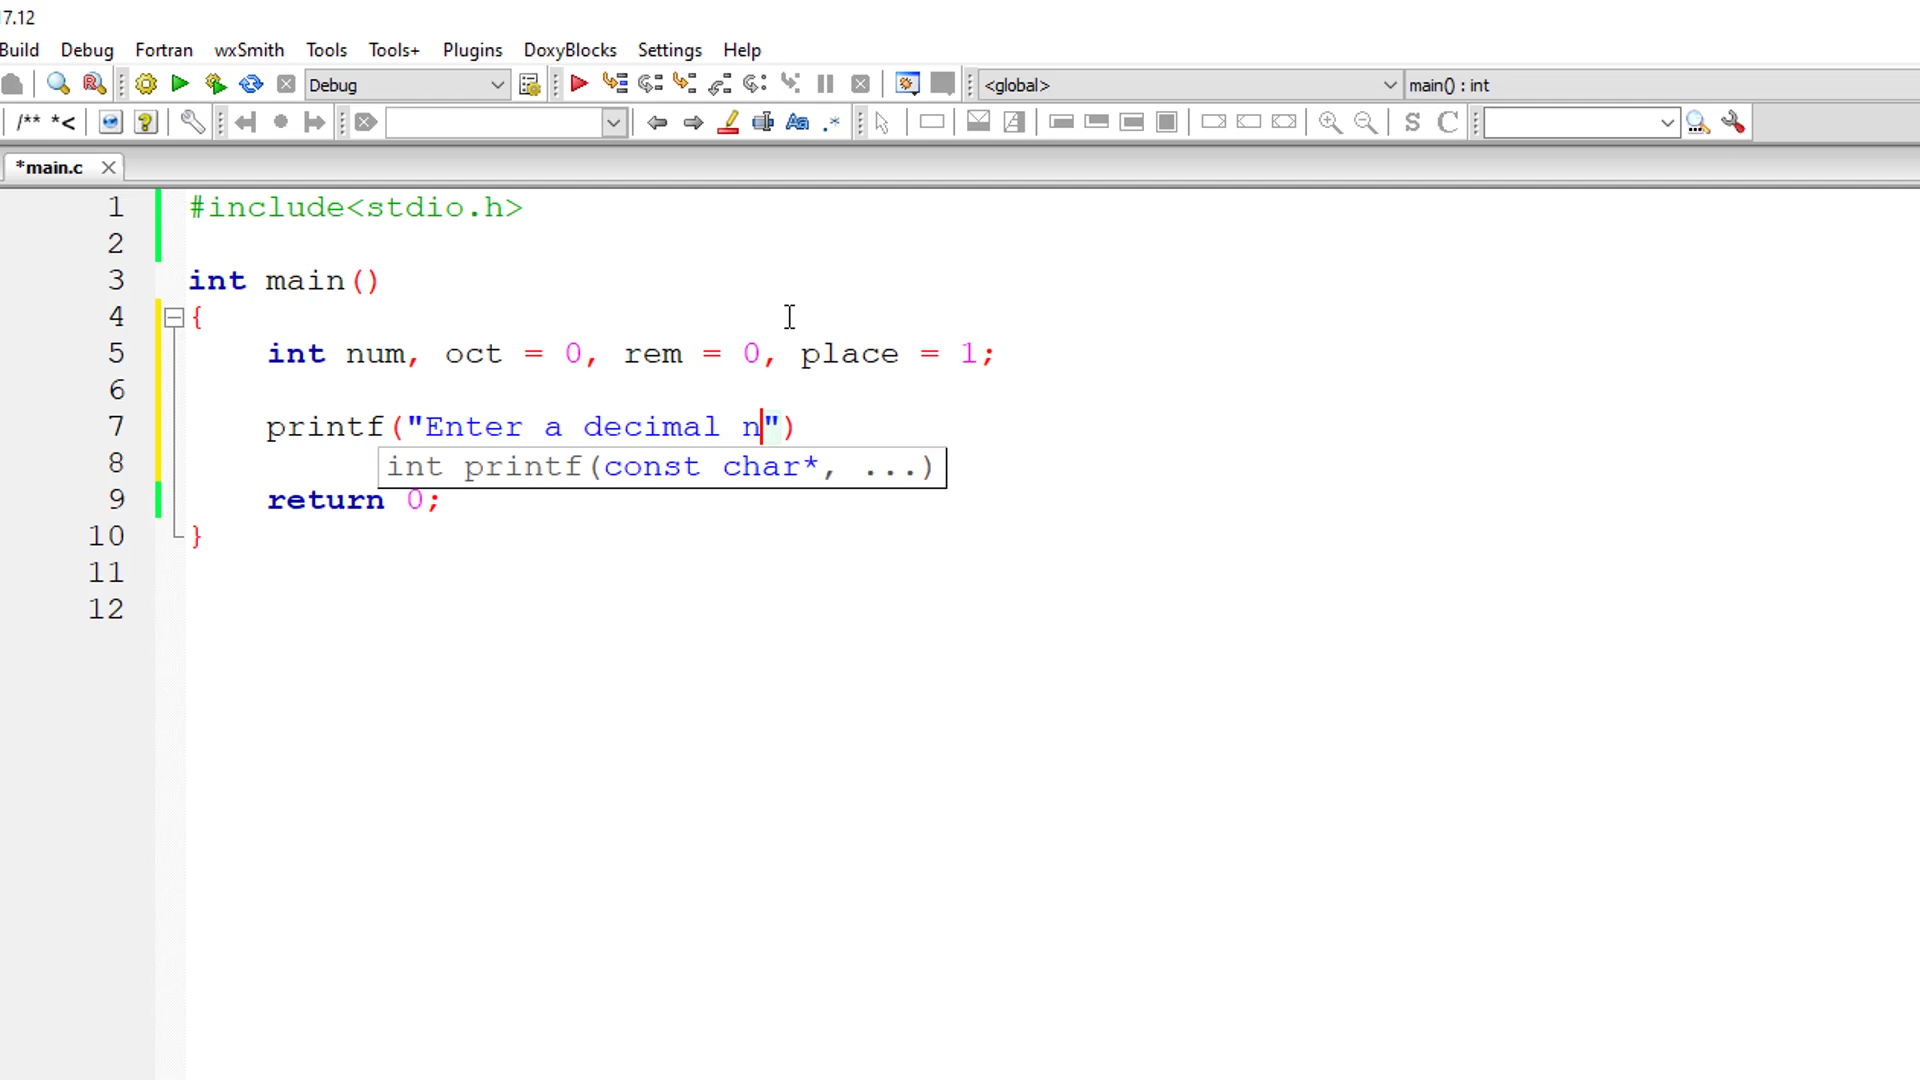 17.12
Build Debug Fortran wxSmith Tools Tools+ Plugins DoxyBlocks Settings Help
Debug <global> main() : int
/** *< Aa .* S C
*main.c
1 #include<stdio.h>
2
3 int main()
4 {
5 int num, oct = 0, rem = 0, place = 1;
6
7 printf("Enter a decimal n")
8 int printf(const char*, ...)
9 return 0;
10 }
11
12